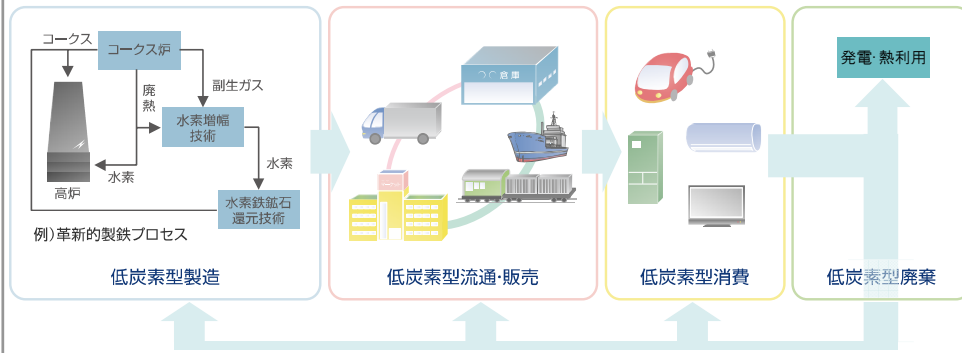 コークス
コークス炉
副生ガス
廃熱
水素増幅
技術
水素
水素
高炉
水素鉄鉱石
還元技術
例）革新的製鉄プロセス
低炭素型製造
倉庫
低炭素型流通・販売
低炭素型消費
発電・熱利用
低炭素型廃棄